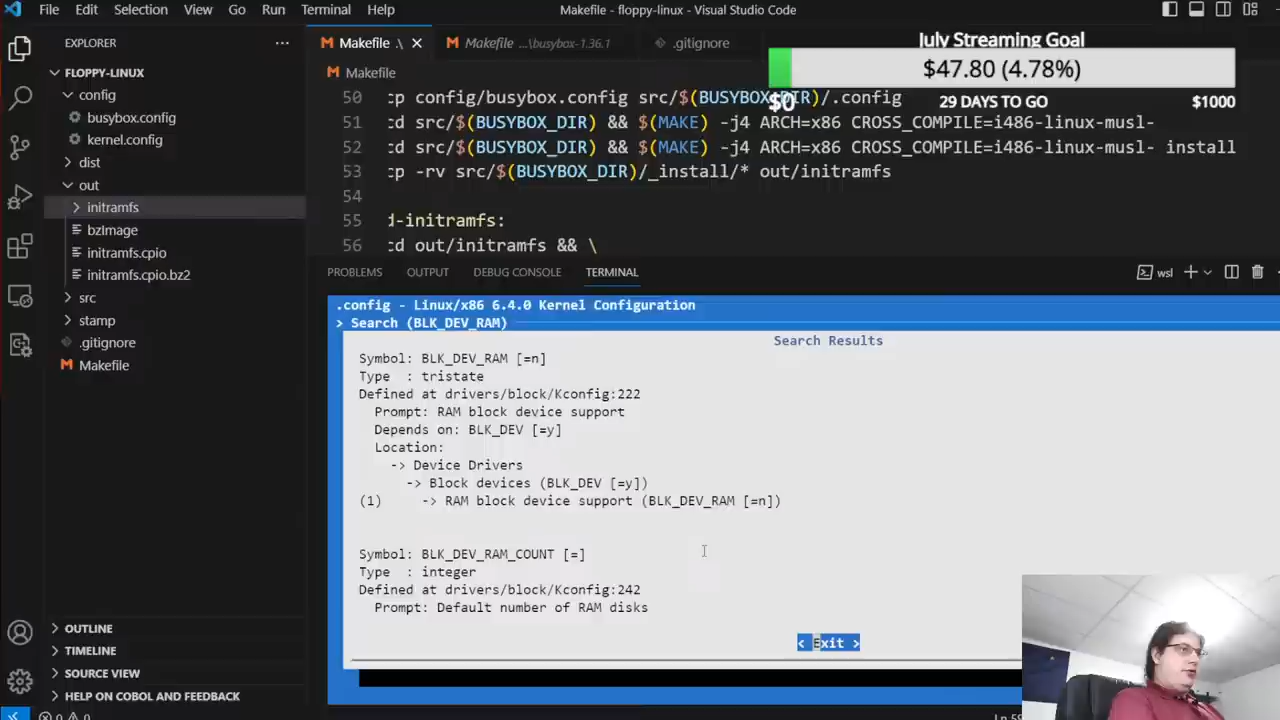 File Edit Selection View Go Run Terminal Help
Makefile - floppy-linux - Visual Studio Code
EXPLORER
FLOPPY-LINUX
config
busybox.config
kernel.config
dist
out
initramfs
bzImage
initramfs.cpio
initramfs.cpio.bz2
src
stamp
.gitignore
Makefile
OUTLINE
TIMELINE
SOURCE VIEW
HELP ON COBOL AND FEEDBACK
0 0
Makefile .\
Makefile ...\busybox-1.36.1
.gitignore
Makefile
July Streaming Goal
$47.80 (4.78%)
$0 29 DAYS TO GO $1000
50 cp config/busybox.config src/$(BUSYBOX_DIR)/.config
51 cd src/$(BUSYBOX_DIR) && $(MAKE) -j4 ARCH=x86 CROSS_COMPILE=i486-linux-musl-
52 cd src/$(BUSYBOX_DIR) && $(MAKE) -j4 ARCH=x86 CROSS_COMPILE=i486-linux-musl- install
53 cp -rv src/$(BUSYBOX_DIR)/_install/* out/initramfs
54
55 d-initramfs:
56 cd out/initramfs && \
PROBLEMS OUTPUT DEBUG CONSOLE TERMINAL
wsl
.config - Linux/x86 6.4.0 Kernel Configuration
> Search (BLK_DEV_RAM)
Search Results
Symbol: BLK_DEV_RAM [=n]
Type : tristate
Defined at drivers/block/Kconfig:222
Prompt: RAM block device support
Depends on: BLK_DEV [=y]
Location:
-> Device Drivers
-> Block devices (BLK_DEV [=y])
(1) -> RAM block device support (BLK_DEV_RAM [=n])
Symbol: BLK_DEV_RAM_COUNT [=]
Type : integer
Defined at drivers/block/Kconfig:242
Prompt: Default number of RAM disks
< Exit >